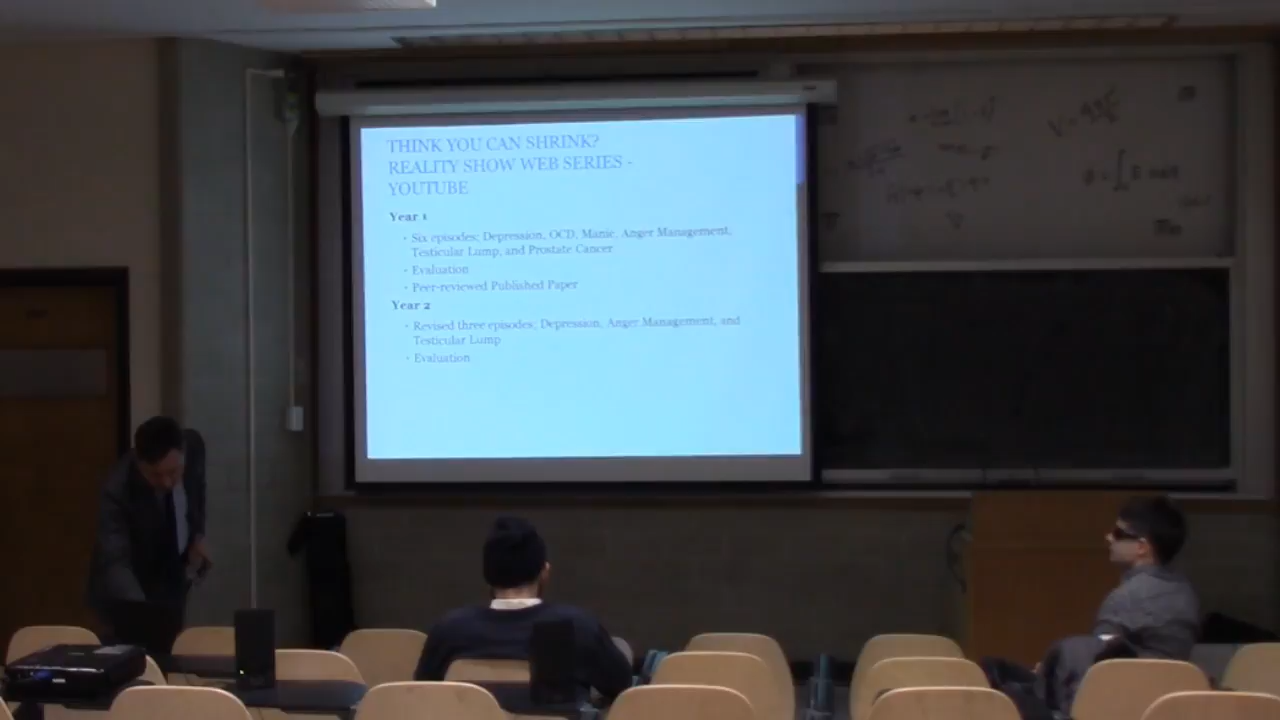 THINK YOU CAN SHRINK?
REALITY SHOW WEB SERIES -
YOUTUBE
Year 1
• Six episodes; Depression, OCD, Manic, Anger Management,
Testicular Lump, and Prostate Cancer
• Evaluation
• Peer-reviewed Published Paper
Year 2
• Revised three episodes; Depression, Anger Management, and
Testicular Lump
• Evaluation